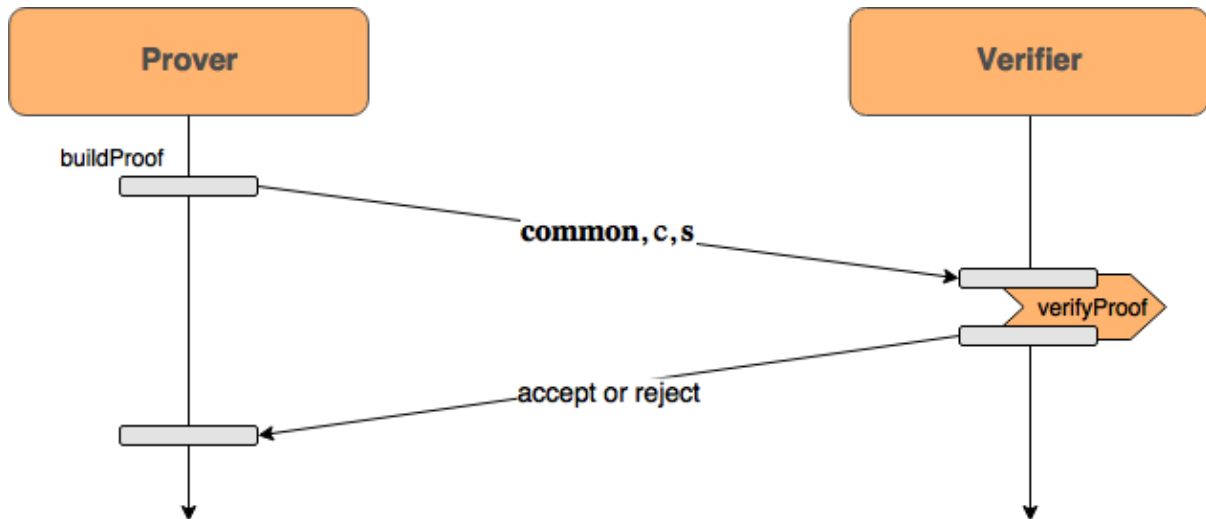 Prover
Verifier
buildProof
common, c, s
verifyProof
accept or reject